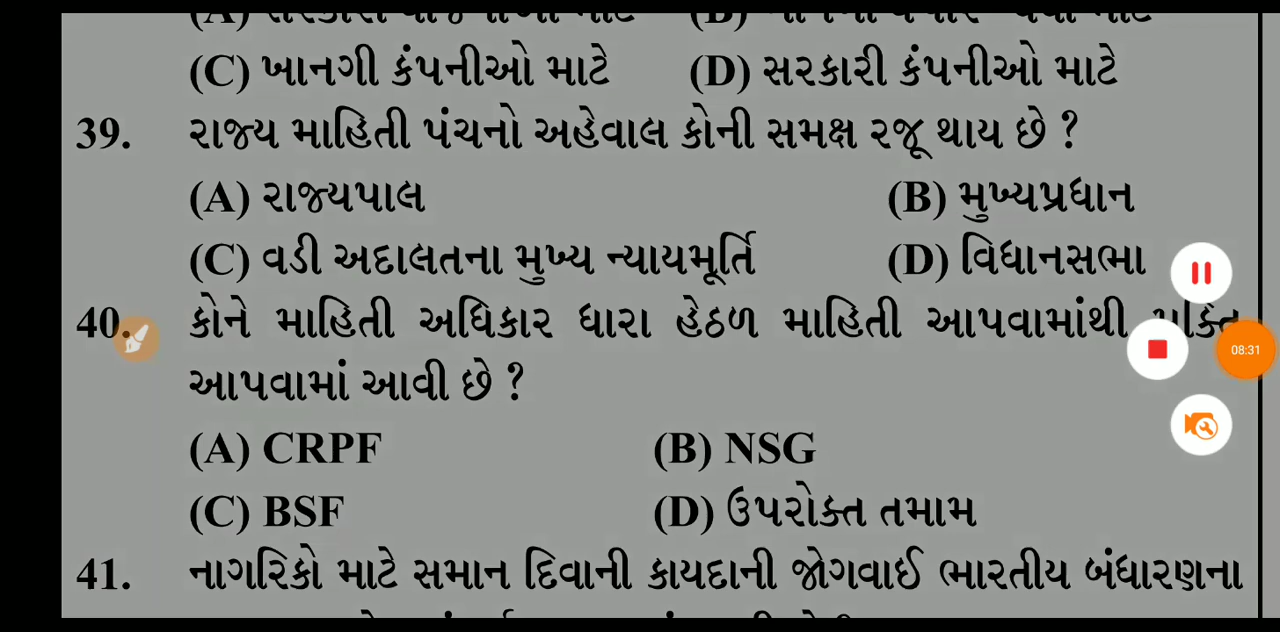 (C) ખાનગી કંપનીઓ માટે (D) સરકારી કંપનીઓ માટે
39. રાજ્ય માહિતી પંચનો અહેવાલ કોની સમક્ષ રજૂ થાય છે ?
(A) રાજ્યપાલ (B) મુખ્યપ્રધાન
(C) વડી અદાલતના મુખ્ય ન્યાયમૂર્તિ (D) વિધાનસભા
40. કોને માહિતી અધિકાર ધારા હેઠળ માહિતી આપવામાંથી
08:31
આપવામાં આવી છે ?
(A) CRPF (B) NSG
(C) BSF (D) ઉપરોક્ત તમામ
41. નાગરિકો માટે સમાન દિવાની કાયદાની જોગવાઈ ભારતીય બંધારણના